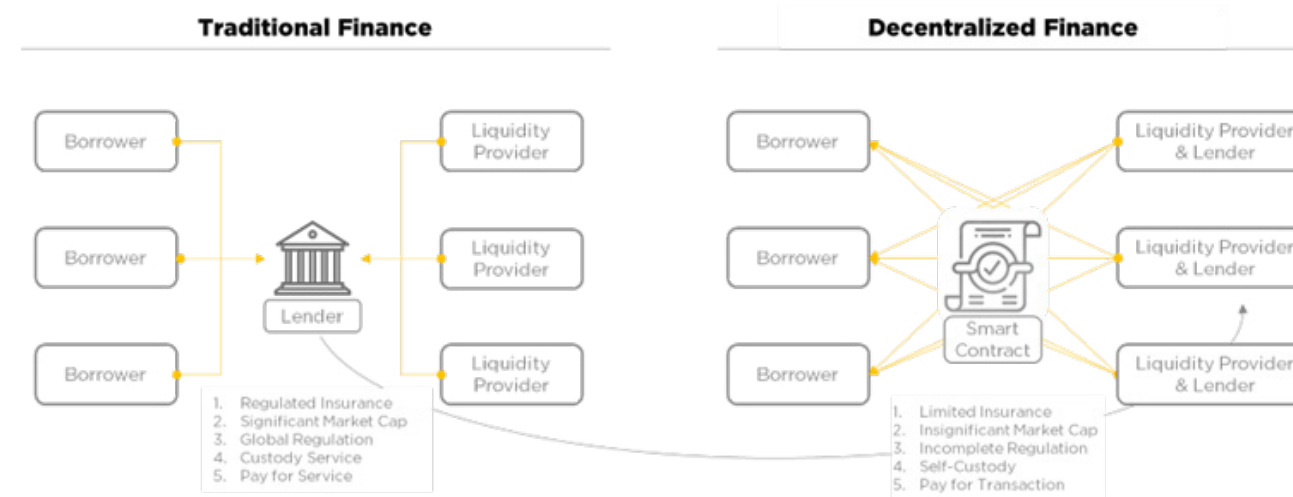 Traditional Finance
Borrower
Borrower
Borrower
Lender
Liquidity
Provider
Liquidity
Provider
Liquidity
Provider
1. Regulated Insurance
2. Significant Market Cap
3. Global Regulation
4. Custody Service
5. Pay for Service
Decentralized Finance
Borrower
Borrower
Borrower
Smart
Contract
Liquidity Provider
& Lender
Liquidity Provider
& Lender
Liquidity Provider
& Lender
1. Limited Insurance
2. Insignificant Market Cap
3. Incomplete Regulation
4. Self-Custody
5. Pay for Transaction